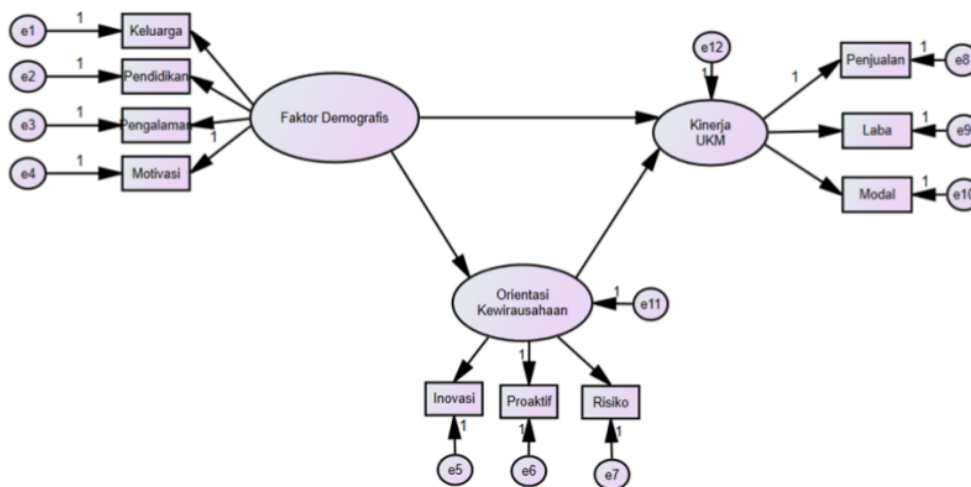 e1
1
Keluarga
e2
1
Pendidikan
e3
1
Pengalaman
1
e4
1
Motivasi
Faktor Demografis
e12
1
Kinerja
UKM
1
Penjualan
1
e8
Laba
1
e9
Modal
1
e10
Orientasi
Kewirausahaan
1
e11
1
Inovasi
Proaktif
Risiko
1
1
1
e5
e6
e7